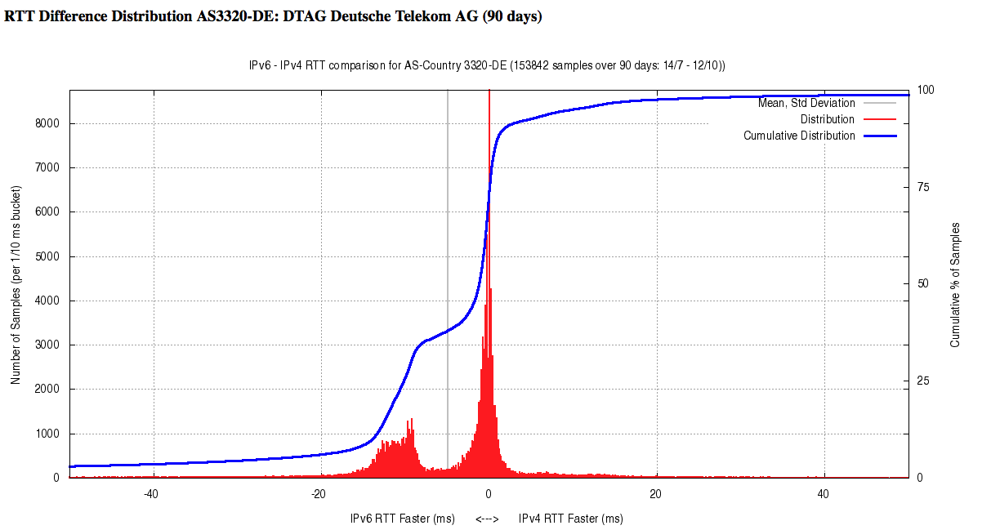 RTT Difference Distribution AS3320-DE: DTAG Deutsche Telekom AG (90 days)
IPv6 - IPv4 RTT comparison for AS-Country 3320-DE (153842 samples over 90 days: 14/7 - 12/10))
Mean, Std Deviation
Distribution
Cumulative Distribution
Number of Samples (per 1/10 ms bucket)
8000
7000
6000
5000
4000
3000
2000
1000
0
100
75
50
25
0
Cumulative % of Samples
-40 -20 0 20 40
IPv6 RTT Faster (ms) <---> IPv4 RTT Faster (ms)